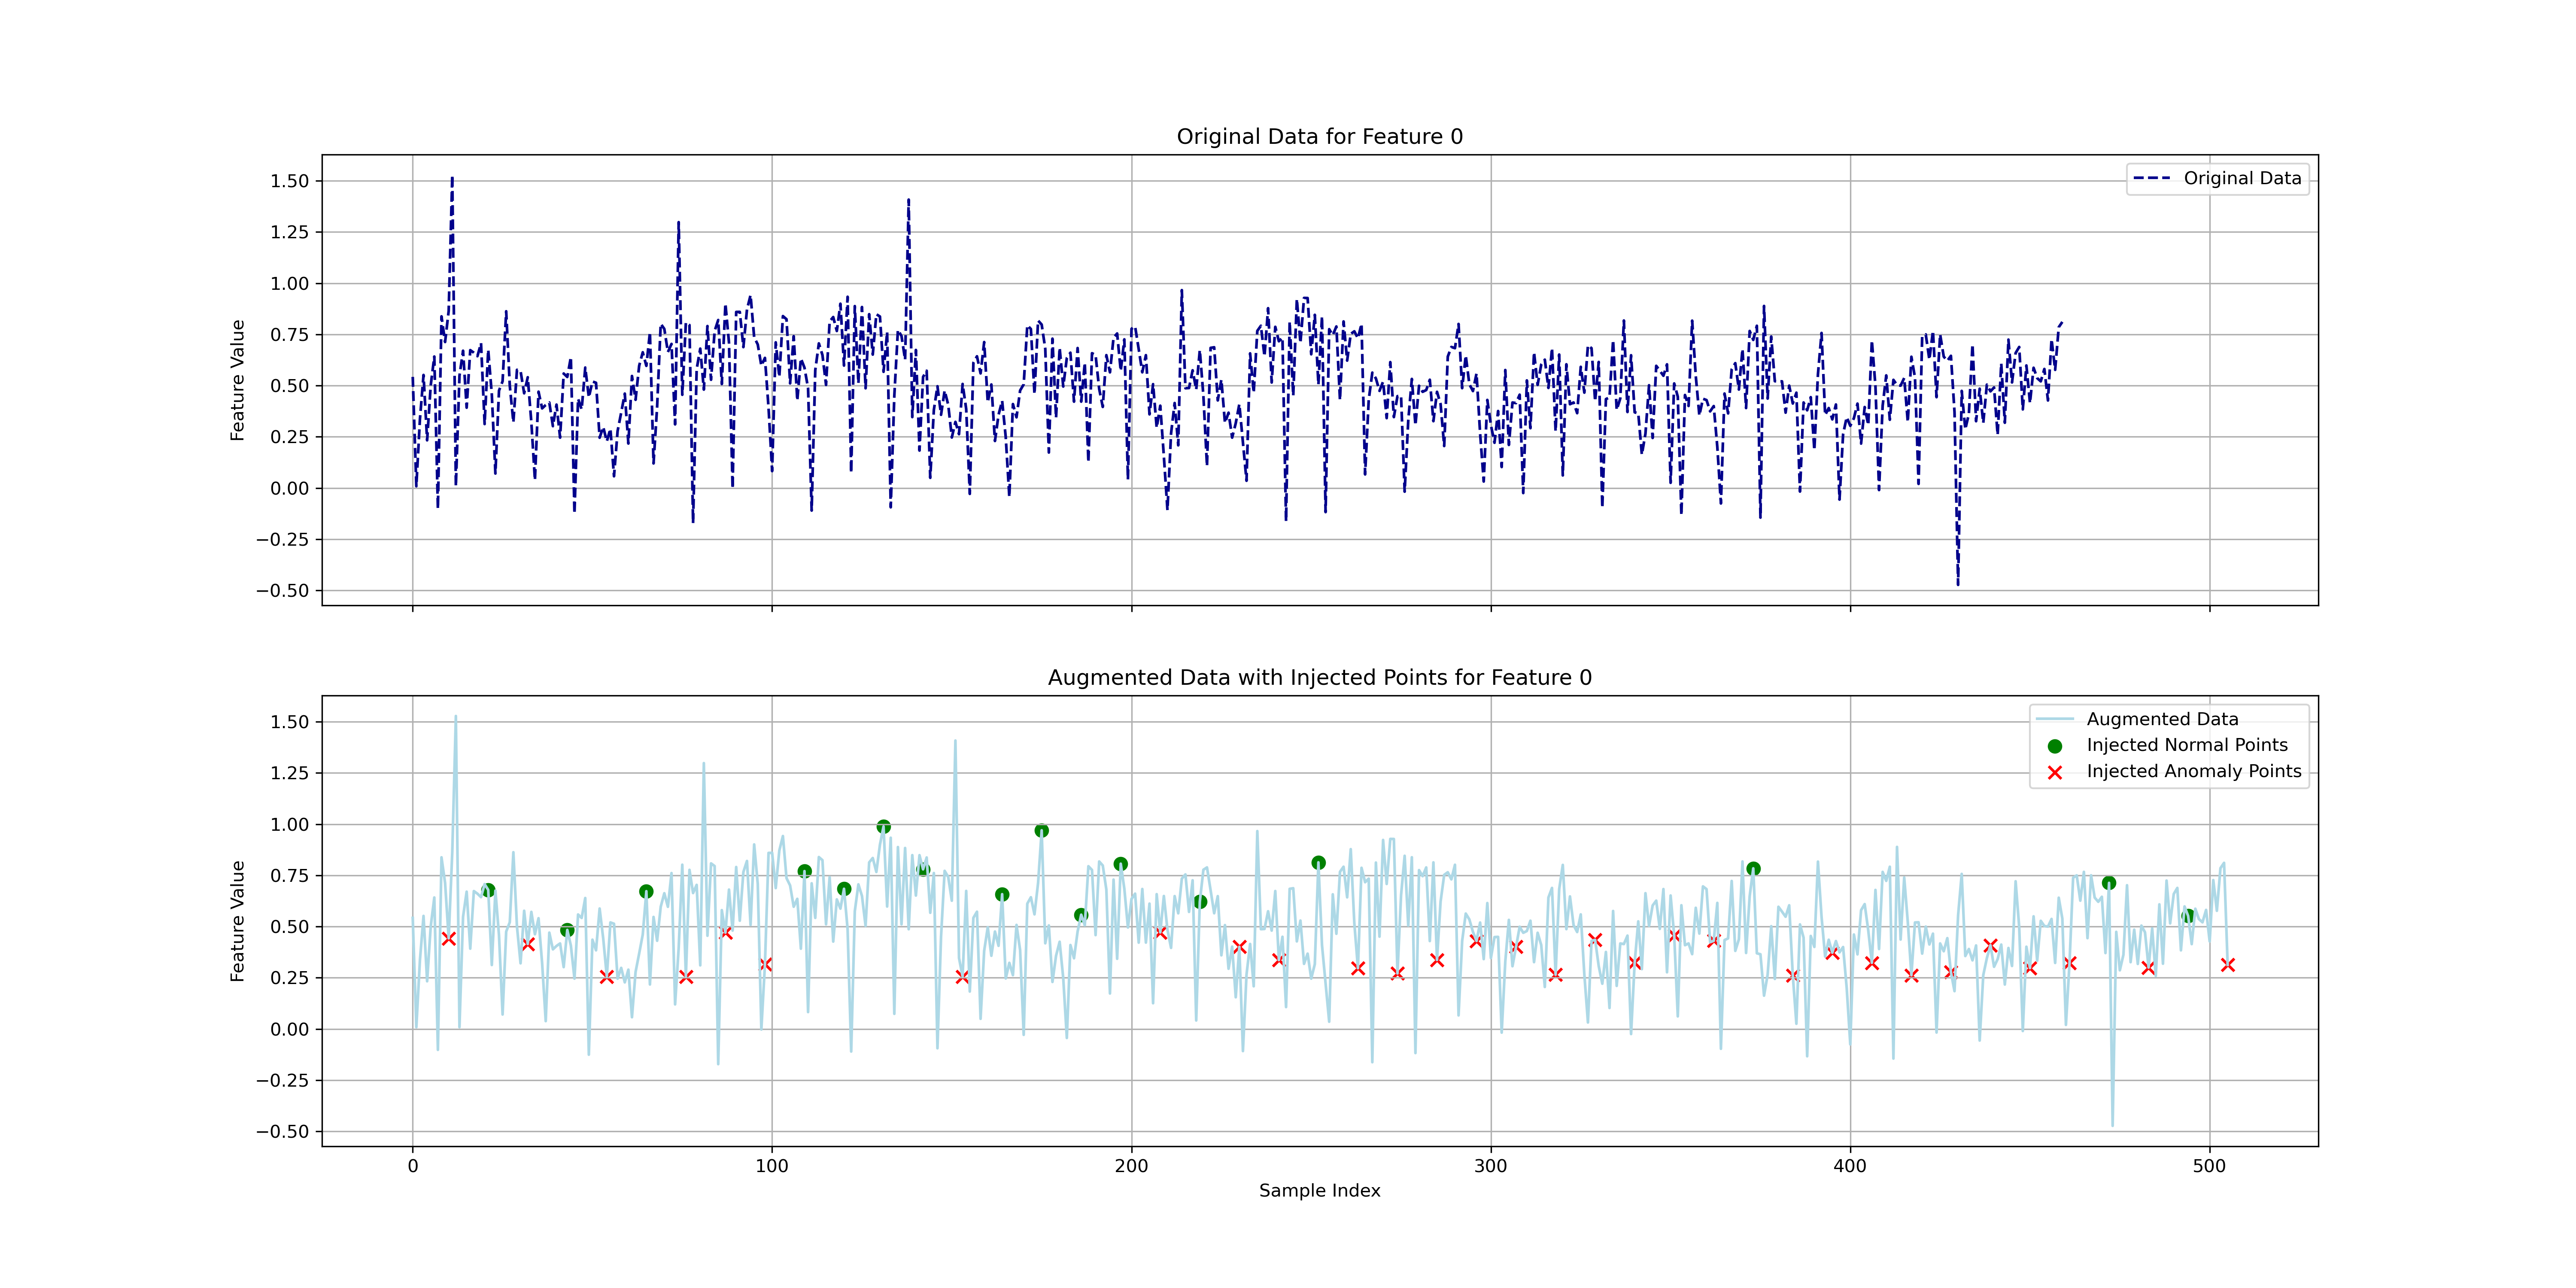 Original Data for Feature 0
1.50
1.25
1.00
0.75
0.50
0.25
0.00
−0.25
−0.50
Feature Value
Original Data
Augmented Data with Injected Points for Feature 0
1.50
1.25
1.00
0.75
0.50
0.25
0.00
−0.25
−0.50
Feature Value
Augmented Data
Injected Normal Points
Injected Anomaly Points
0 100 200 300 400 500
Sample Index